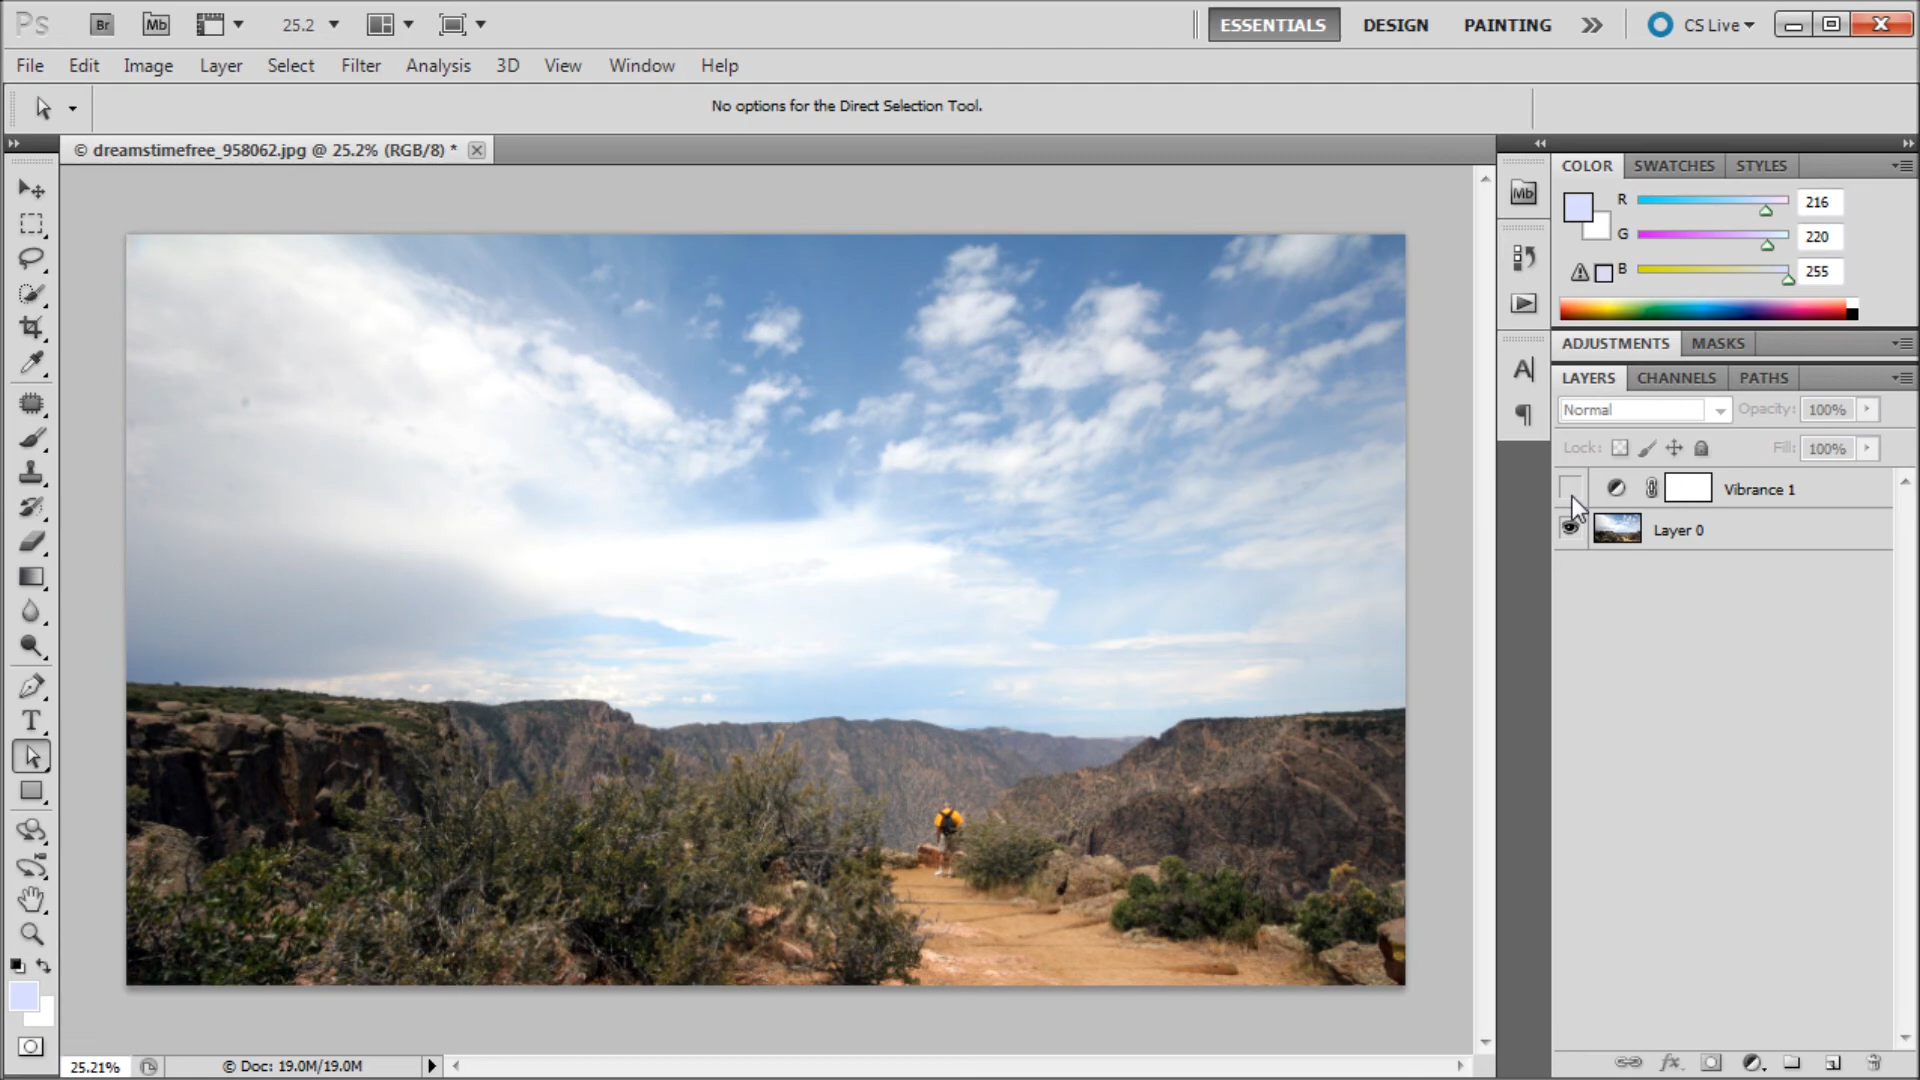 Ps Br Mb 25.2 ESSENTIALS DESIGN PAINTING CS Live
File Edit Image Layer Select Filter Analysis 3D View Window Help
No options for the Direct Selection Tool.
© dreamstimefree_958062.jpg @ 25.2% (RGB/8) *
COLOR SWATCHES STYLES
Mb
R 216
G 220
B 255
ADJUSTMENTS MASKS
LAYERS CHANNELS PATHS
Normal Opacity: 100%
Lock: Fill: 100%
Vibrance 1
Layer 0
25.21% © Doc: 19.0M/19.0M